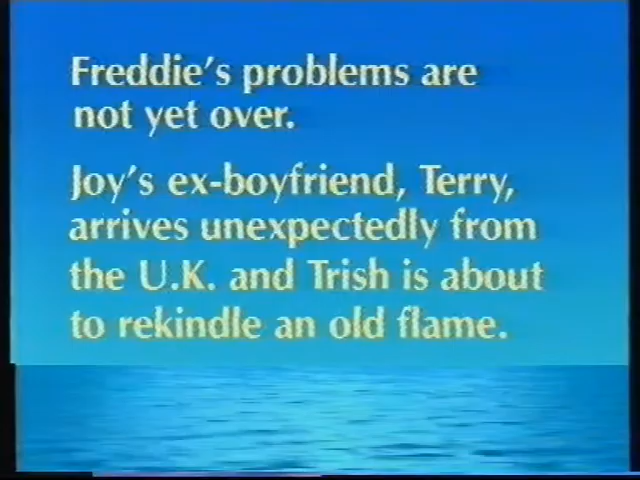 Freddie's problems are
not yet over.
Joy's ex-boyfriend, Terry,
arrives unexpectedly from
the U.K. and Trish is about
to rekindle an old flame.